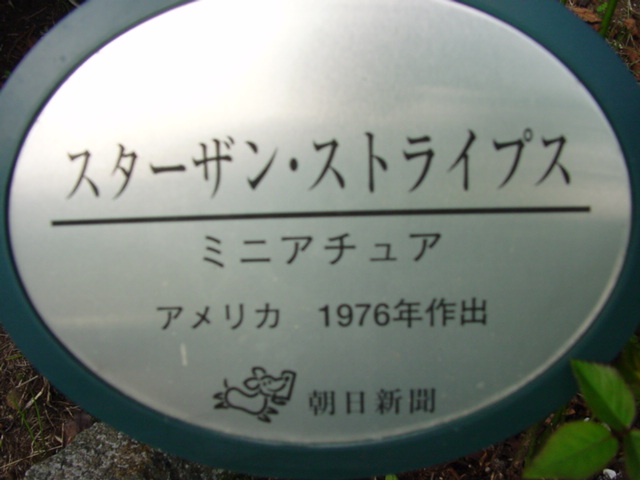 スターザン・ストライプス
ミニアチュア
アメリカ 1976年作出
朝日新聞